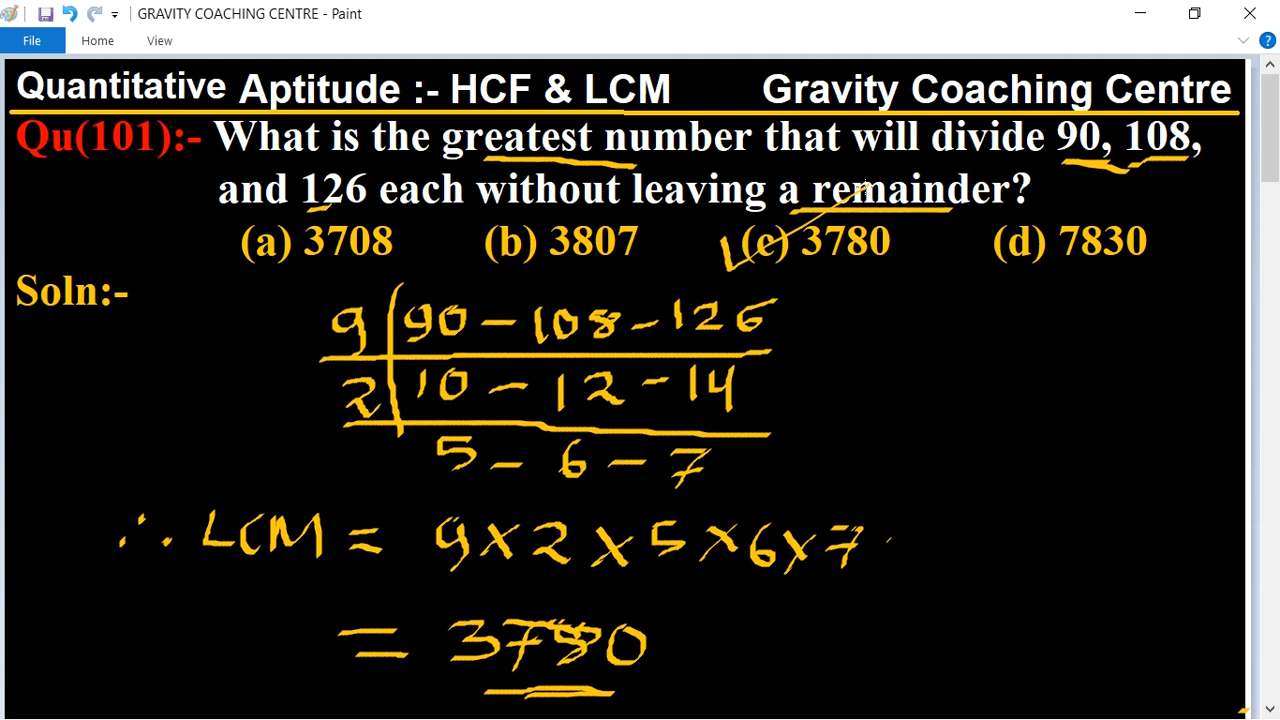 GRAVITY COACHING CENTRE - Paint
File Home View
Quantitative Aptitude :- HCF & LCM Gravity Coaching Centre
Qu(101):- What is the greatest number that will divide 90, 108,
and 126 each without leaving a remainder?
(a) 3708 (b) 3807 (c) 3780 (d) 7830
Soln:-
9 | 90 - 108 - 126
2 | 10 - 12 - 14
5 - 6 - 7
∴ LCM = 9 × 2 × 5 × 6 × 7
= 3780